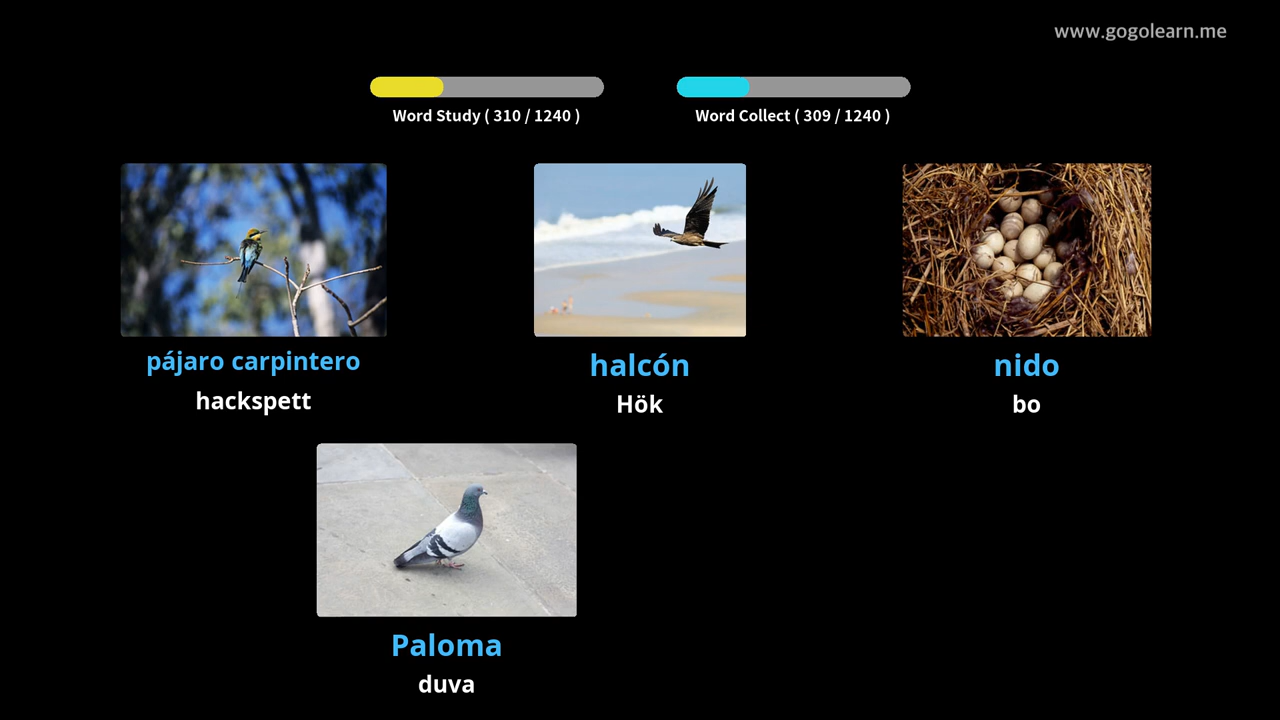 www.gogolearn.me
Word Study ( 310 / 1240 )
Word Collect ( 309 / 1240 )
pájaro carpintero
hackspett
halcón
Hök
nido
bo
Paloma
duva